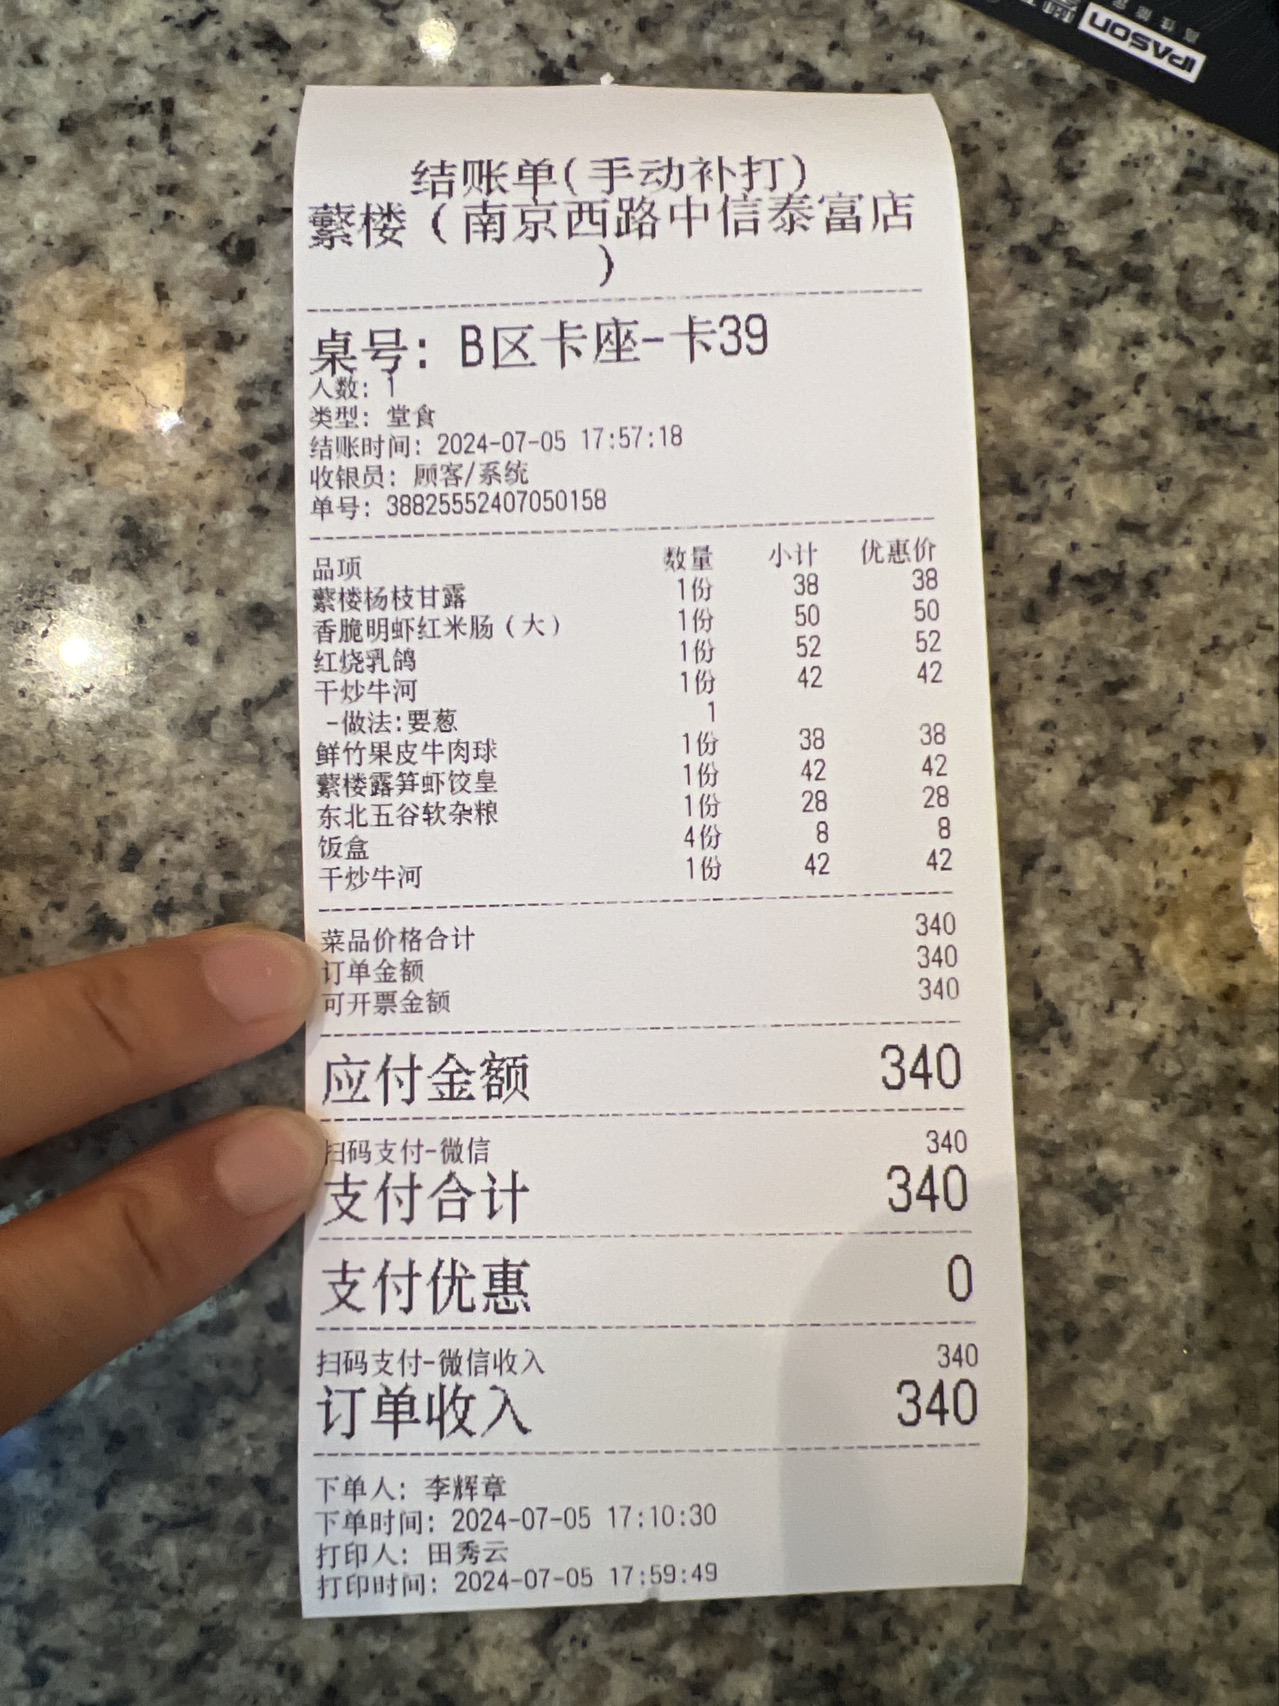 IPASON
结账单(手动补打)
蘩楼（南京西路中信泰富店
）
桌号: B区卡座-卡39
人数: 1
类型: 堂食
结账时间: 2024-07-05 17:57:18
收银员: 顾客/系统
单号: 38825552407050158
品项 数量 小计 优惠价
蘩楼杨枝甘露 1份 38 38
香脆明虾红米肠（大） 1份 50 50
红烧乳鸽 1份 52 52
干炒牛河 1份 42 42
-做法:要葱 1
鲜竹果皮牛肉球 1份 38 38
蘩楼露笋虾饺皇 1份 42 42
东北五谷软杂粮 1份 28 28
饭盒 4份 8 8
干炒牛河 1份 42 42
菜品价格合计 340
订单金额 340
可开票金额 340
应付金额 340
扫码支付-微信 340
支付合计 340
支付优惠 0
扫码支付-微信收入 340
订单收入 340
下单人: 李辉章
下单时间: 2024-07-05 17:10:30
打印人: 田秀云
打印时间: 2024-07-05 17:59:49